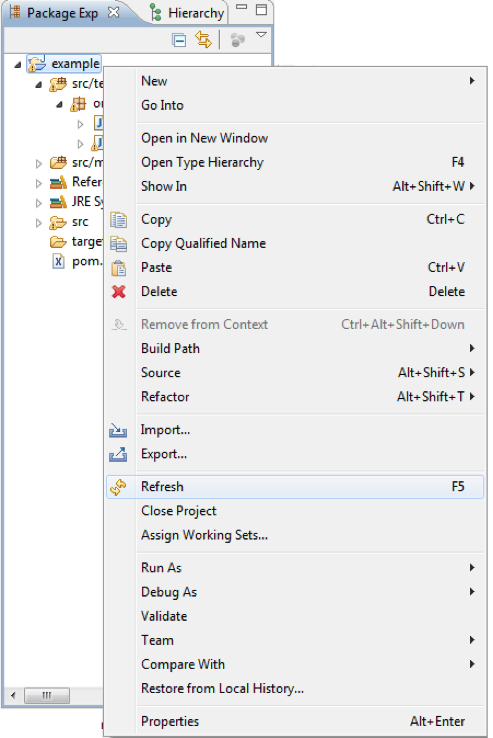 Package Exp
Hierarchy
example
src/te
src/m
Refere
JRE Sy
src
target
pom.
New
Go Into
Open in New Window
Open Type Hierarchy F4
Show In Alt+Shift+W
Copy Ctrl+C
Copy Qualified Name
Paste Ctrl+V
Delete Delete
Remove from Context Ctrl+Alt+Shift+Down
Build Path
Source Alt+Shift+S
Refactor Alt+Shift+T
Import...
Export...
Refresh F5
Close Project
Assign Working Sets...
Run As
Debug As
Validate
Team
Compare With
Restore from Local History...
Properties Alt+Enter